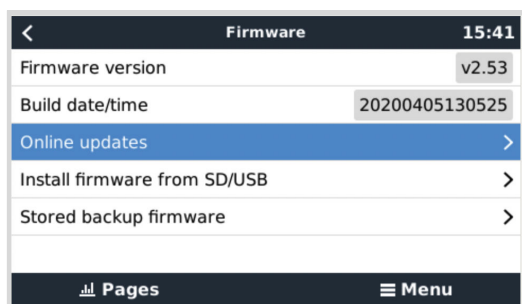 Firmware 15:41
Firmware version v2.53
Build date/time 20200405130525
Online updates
Install firmware from SD/USB
Stored backup firmware
Pages Menu